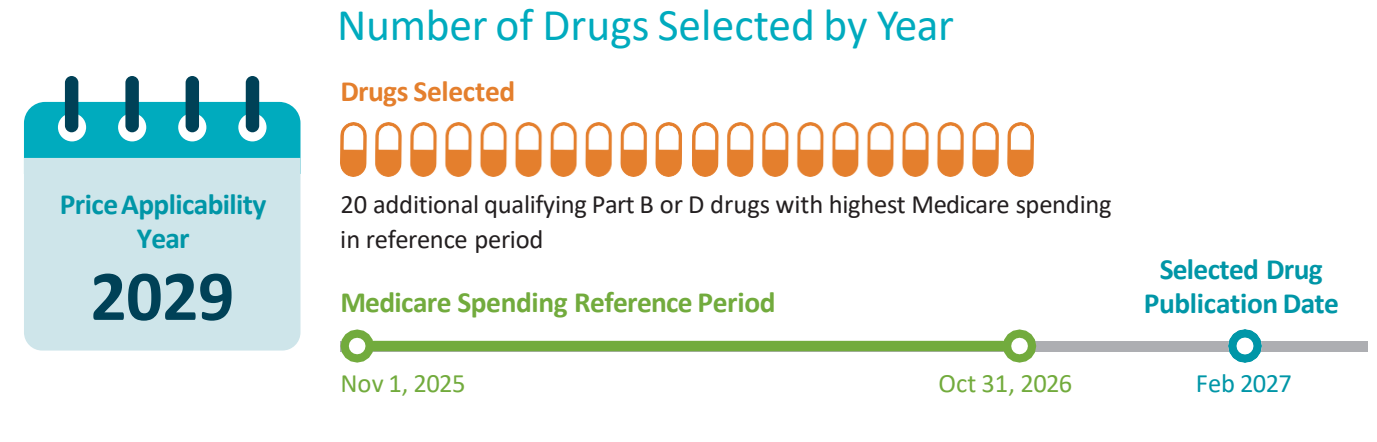 Number of Drugs Selected by Year
Price Applicability
Year
2029
Drugs Selected
20 additional qualifying Part B or D drugs with highest Medicare spending
in reference period
Medicare Spending Reference Period
Selected Drug
Publication Date
Nov 1, 2025
Oct 31, 2026
Feb 2027